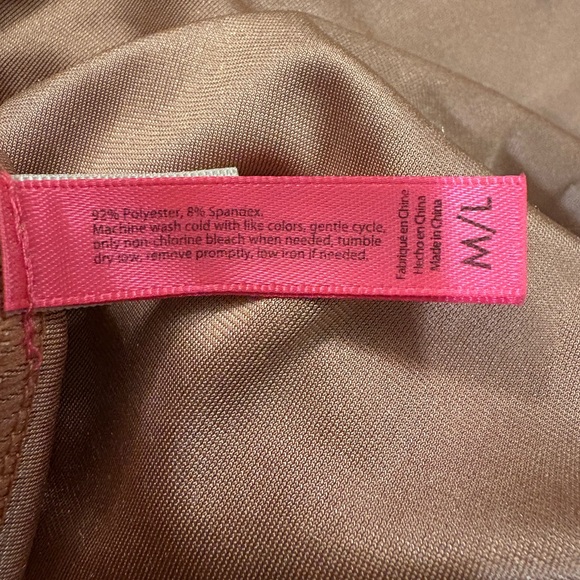 92% Polyester, 8% Spandex.
Machine wash cold with like colors, gentle cycle,
only non-chlorine bleach when needed, tumble
dry low, remove promptly, low iron if needed.
Fabriqué en Chine
Hecho en China
Made in China
M/L